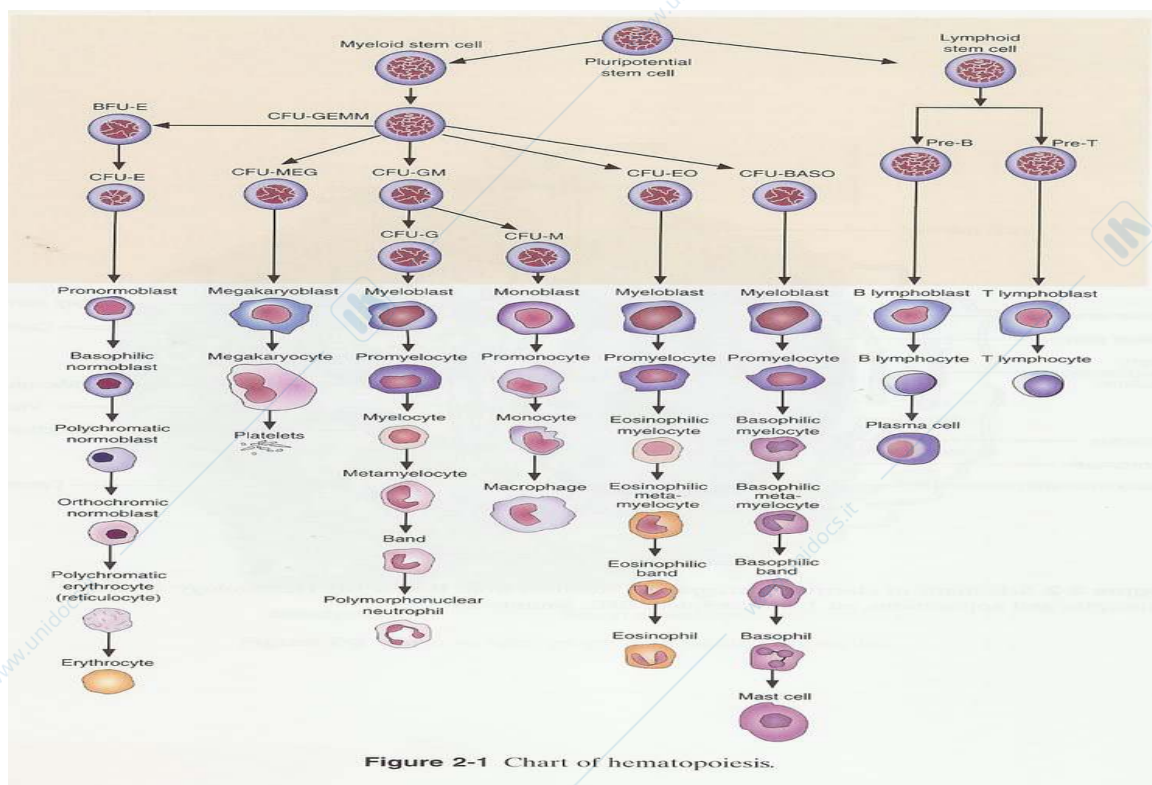 Myeloid stem cell
Pluripotential
stem cell
Lymphoid
stem cell
BFU-E
CFU-GEMM
Pre-B
Pre-T
CFU-E
CFU-MEG
CFU-GM
CFU-EO
CFU-BASO
CFU-G
CFU-M
Pronormoblast
Megakaryoblast
Myeloblast
Monoblast
Myeloblast
Myeloblast
B lymphoblast
T lymphoblast
Basophilic
normoblast
Megakaryocyte
Promyelocyte
Promonocyte
Promyelocyte
Promyelocyte
B lymphocyte
T lymphocyte
Polychromatic
normoblast
Platelets
Myelocyte
Monocyte
Eosinophilic
myelocyte
Basophilic
myelocyte
Plasma cell
Orthochromic
normoblast
Metamyelocyte
Macrophage
Eosinophilic
meta-
myelocyte
Basophilic
meta-
myelocyte
Polychromatic
erythrocyte
(reticulocyte)
Band
Eosinophilic
band
Basophilic
band
Polymorphonuclear
neutrophil
Erythrocyte
Eosinophil
Basophil
Mast cell
Figure 2-1 Chart of hematopoiesis.